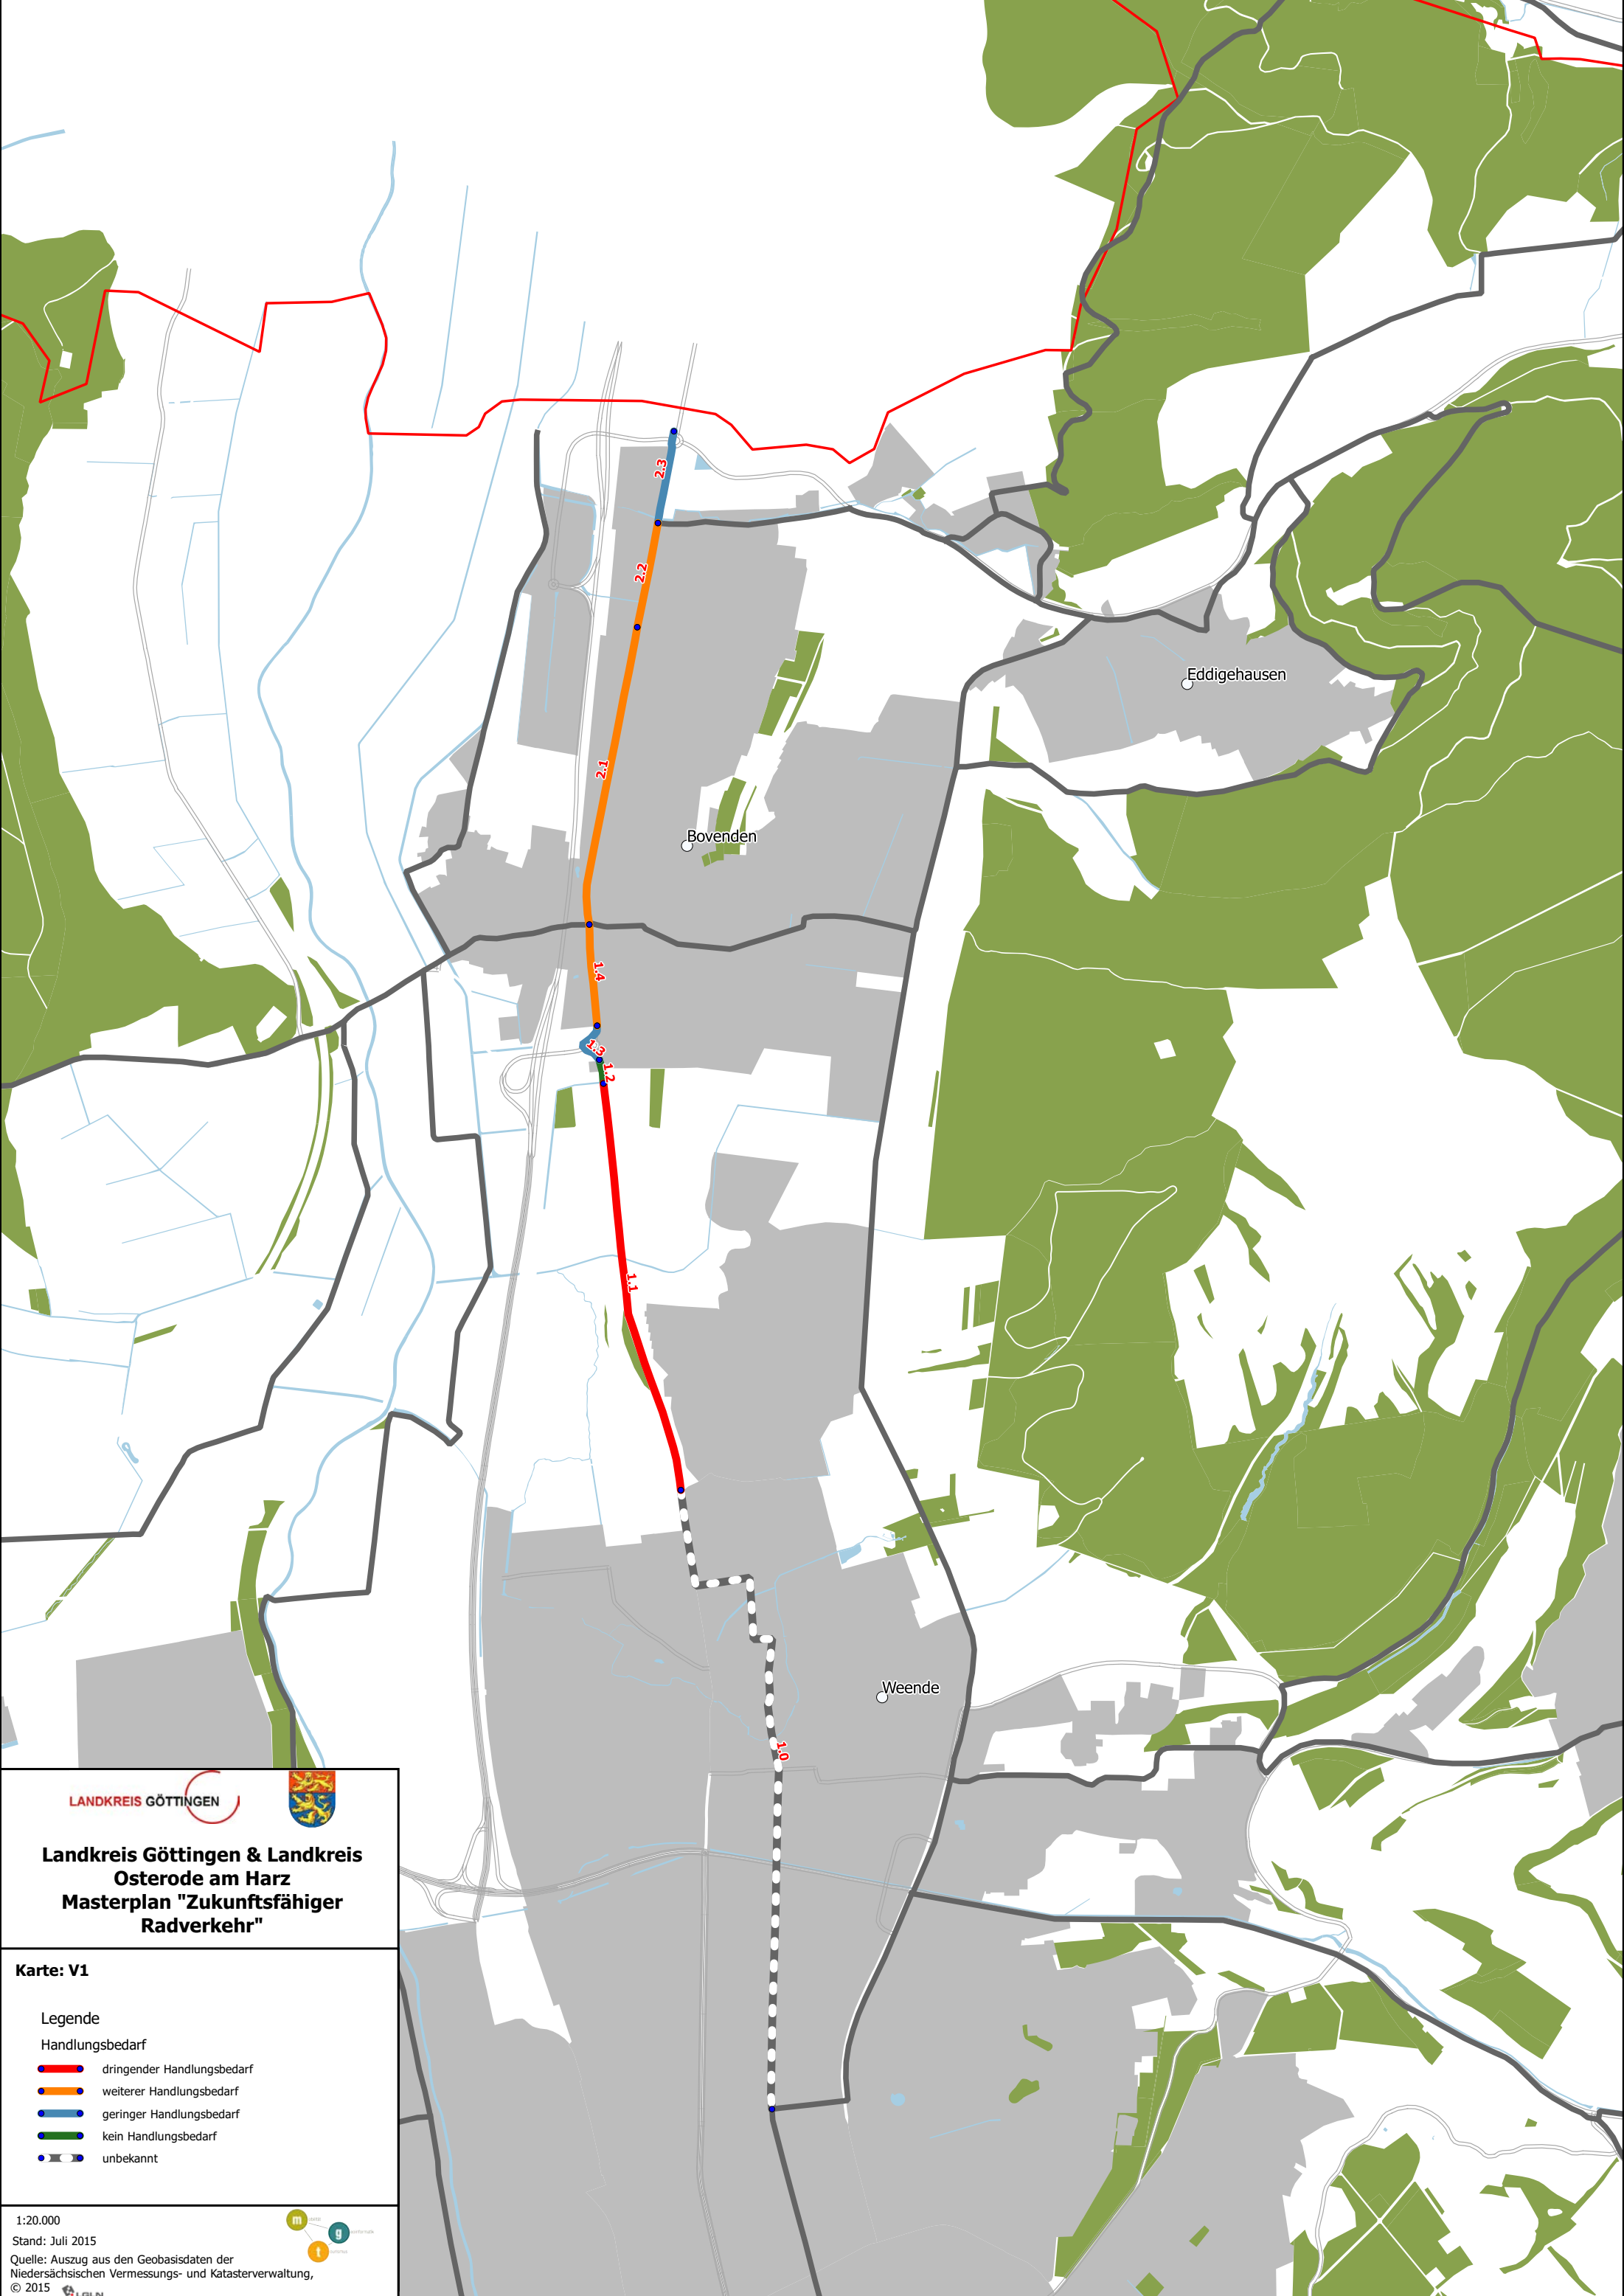 2.3
2.2
Eddigehausen
2.1
Bovenden
1.4
1.3
1.2
1.1
Weende
1.0
LANDKREIS GÖTTINGEN
Landkreis Göttingen & Landkreis
Osterode am Harz
Masterplan "Zukunftsfähiger
Radverkehr"
Karte: V1
Legende
Handlungsbedarf
dringender Handlungsbedarf
weiterer Handlungsbedarf
geringer Handlungsbedarf
kein Handlungsbedarf
unbekannt
1:20.000
m
g
t
Stand: Juli 2015
Quelle: Auszug aus den Geobasisdaten der
Niedersächsischen Vermessungs- und Katasterverwaltung,
© 2015 LGLN